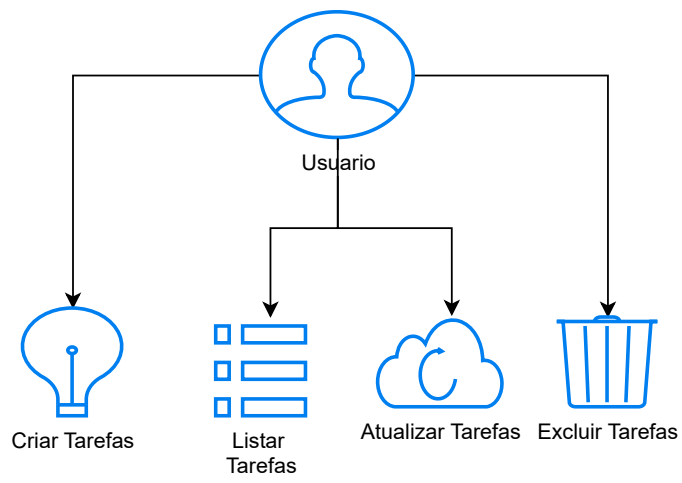 Usuario
Criar Tarefas
Listar
Tarefas
Atualizar Tarefas
Excluir Tarefas